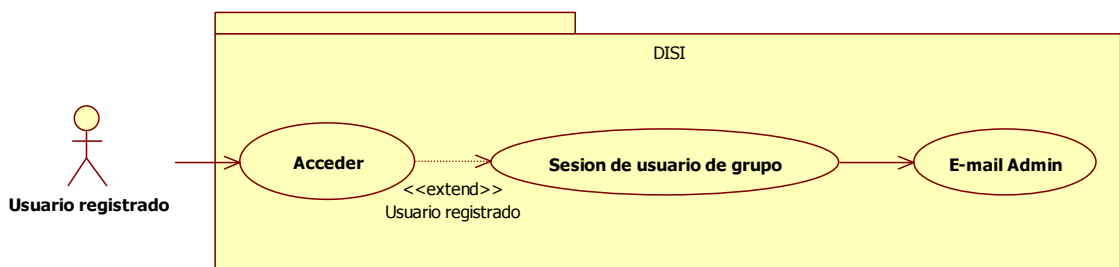 DISI
Acceder
Sesion de usuario de grupo
E-mail Admin
<<extend>>
Usuario registrado
Usuario registrado